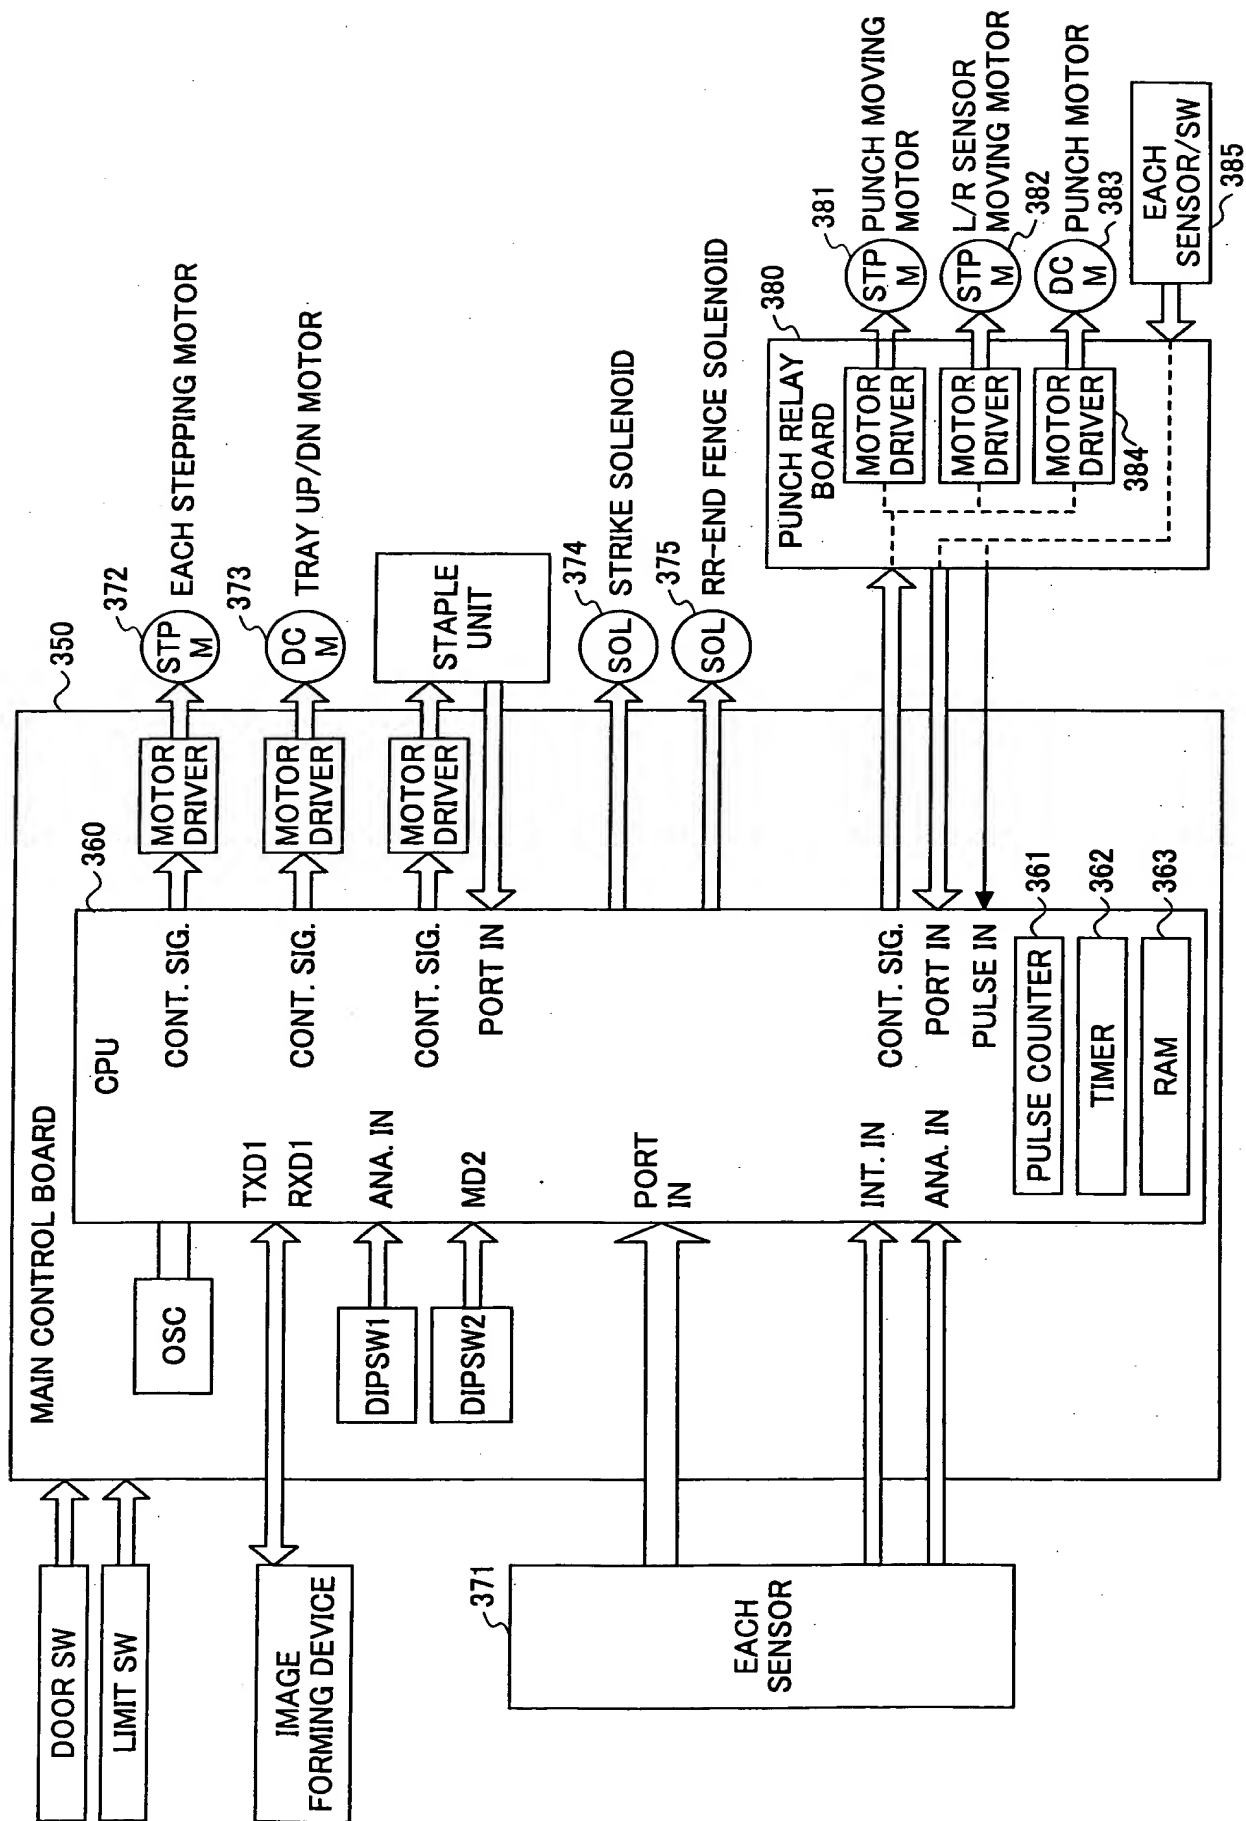 DOOR SW
LIMIT SW
IMAGE
FORMING DEVICE
371
EACH
SENSOR
MAIN CONTROL BOARD
350
OSC
DIPSW1
DIPSW2
CPU
360
TXD1
RXD1
ANA. IN
MD2
PORT
IN
INT. IN
ANA. IN
CONT. SIG.
CONT. SIG.
CONT. SIG.
PORT IN
CONT. SIG.
PORT IN
PULSE IN
PULSE COUNTER
361
TIMER
362
RAM
363
MOTOR
DRIVER
MOTOR
DRIVER
MOTOR
DRIVER
372
STP
M
EACH STEPPING MOTOR
373
DC
M
TRAY UP/DN MOTOR
STAPLE
UNIT
374
SOL
STRIKE SOLENOID
375
SOL
RR-END FENCE SOLENOID
380
PUNCH RELAY
BOARD
MOTOR
DRIVER
MOTOR
DRIVER
MOTOR
DRIVER
384
381
STP
M
PUNCH MOVING
MOTOR
STP
M
382
L/R SENSOR
MOVING MOTOR
DC
M
383
PUNCH MOTOR
EACH
SENSOR/SW
385